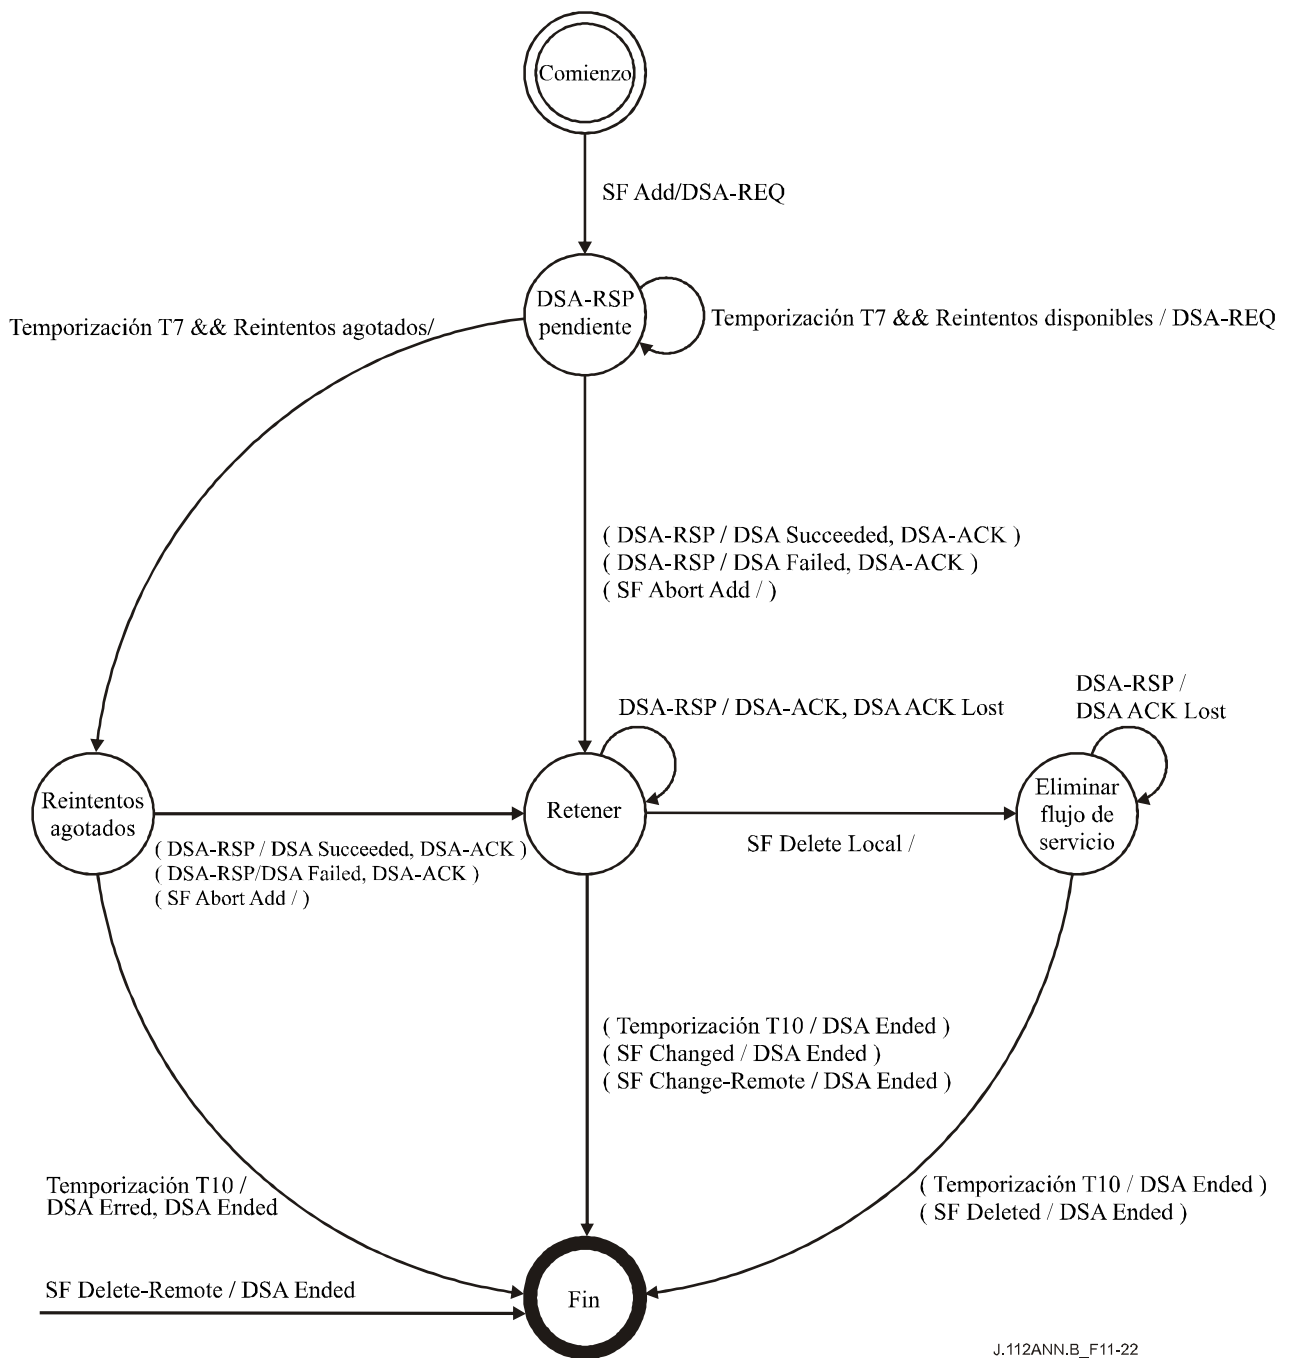 Comienzo
SF Add/DSA-REQ
DSA-RSP
pendiente
Temporización T7 && Reintentos agotados/
Temporización T7 && Reintentos disponibles / DSA-REQ
( DSA-RSP / DSA Succeeded, DSA-ACK )
( DSA-RSP / DSA Failed, DSA-ACK )
( SF Abort Add / )
DSA-RSP / DSA-ACK, DSA ACK Lost
DSA-RSP /
DSA ACK Lost
Reintentos
agotados
Retener
Eliminar
flujo de
servicio
( DSA-RSP / DSA Succeeded, DSA-ACK )
( DSA-RSP/DSA Failed, DSA-ACK )
( SF Abort Add / )
SF Delete Local /
( Temporización T10 / DSA Ended )
( SF Changed / DSA Ended )
( SF Change-Remote / DSA Ended )
Temporización T10 /
DSA Erred, DSA Ended
( Temporización T10 / DSA Ended )
( SF Deleted / DSA Ended )
SF Delete-Remote / DSA Ended
Fin
J.112ANN.B_F11-22